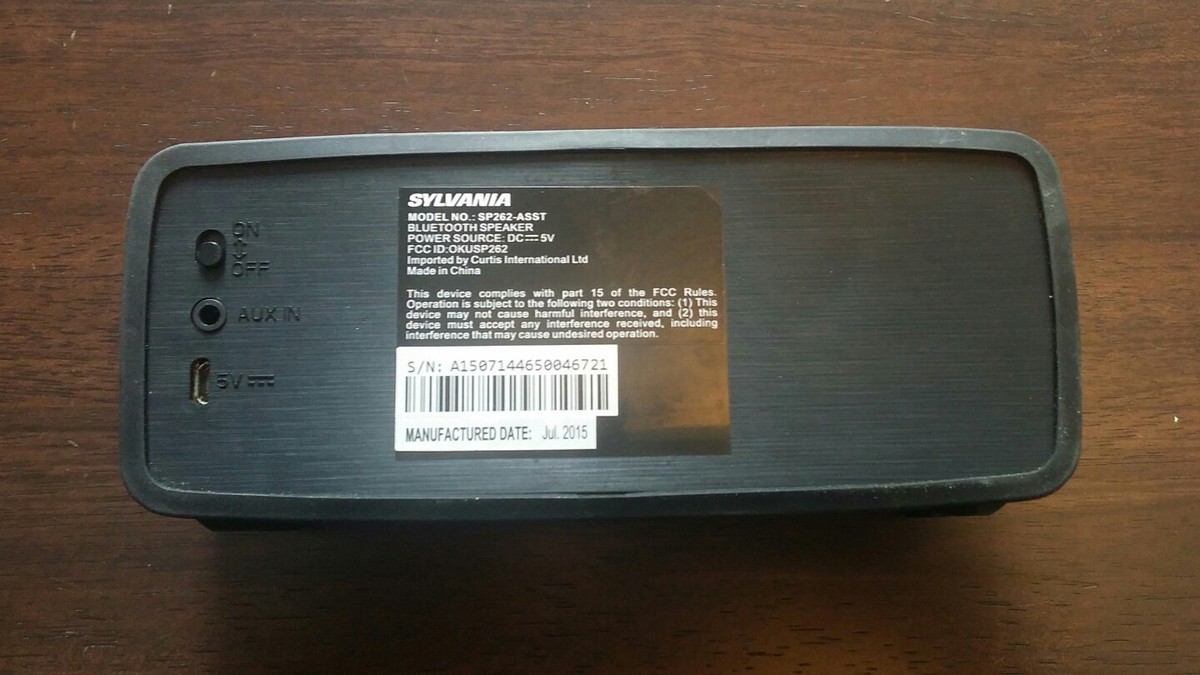 ON
OFF
AUX IN
5V
SYLVANIA
MODEL NO.: SP262-ASST
BLUETOOTH SPEAKER
POWER SOURCE: DC⎓5V
FCC ID:OKUSP262
Imported by Curtis International Ltd
Made in China
This device complies with part 15 of the FCC Rules.
Operation is subject to the following two conditions: (1) This
device may not cause harmful interference, and (2) this
device must accept any interference received, including
interference that may cause undesired operation.
S/N: A1507144650046721
MANUFACTURED DATE: Jul. 2015